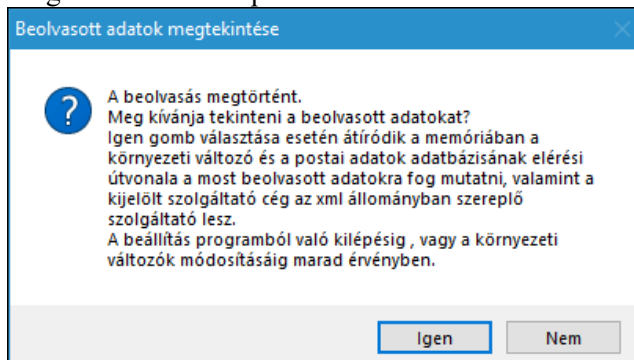 Beolvasott adatok megtekintése
A beolvasás megtörtént.
Meg kívánja tekinteni a beolvasott adatokat?
Igen gomb választása esetén átíródik a memóriában a
környezeti változó és a postai adatok adatbázisának elérési
útvonala a most beolvasott adatokra fog mutatni, valamint a
kijelölt szolgáltató cég az xml állományban szereplő
szolgáltató lesz.
A beállítás programból való kilépésig , vagy a környezeti
változók módosításáig marad érvényben.
Igen Nem